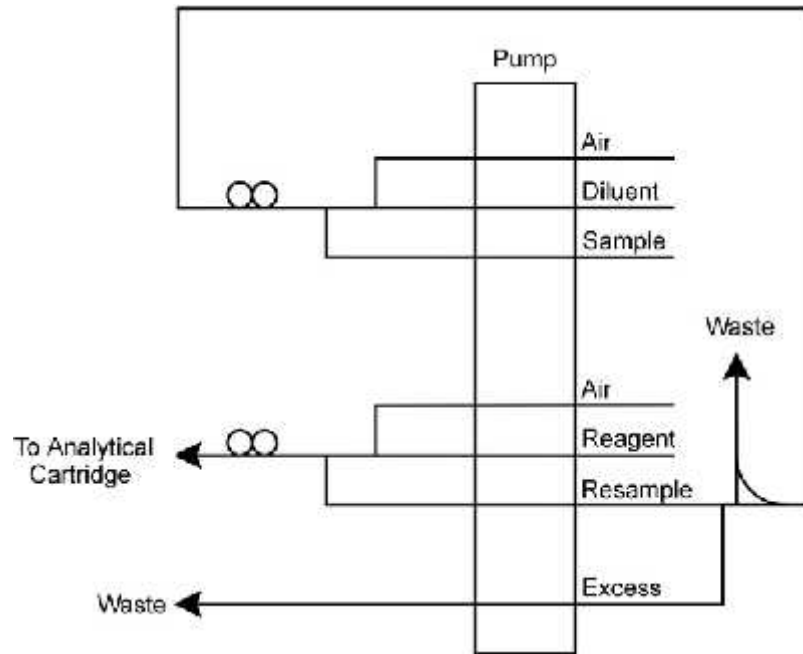 Pump
Air
Diluent
Sample
Waste
Air
To Analytical
Cartridge
Reagent
Resample
Waste
Excess